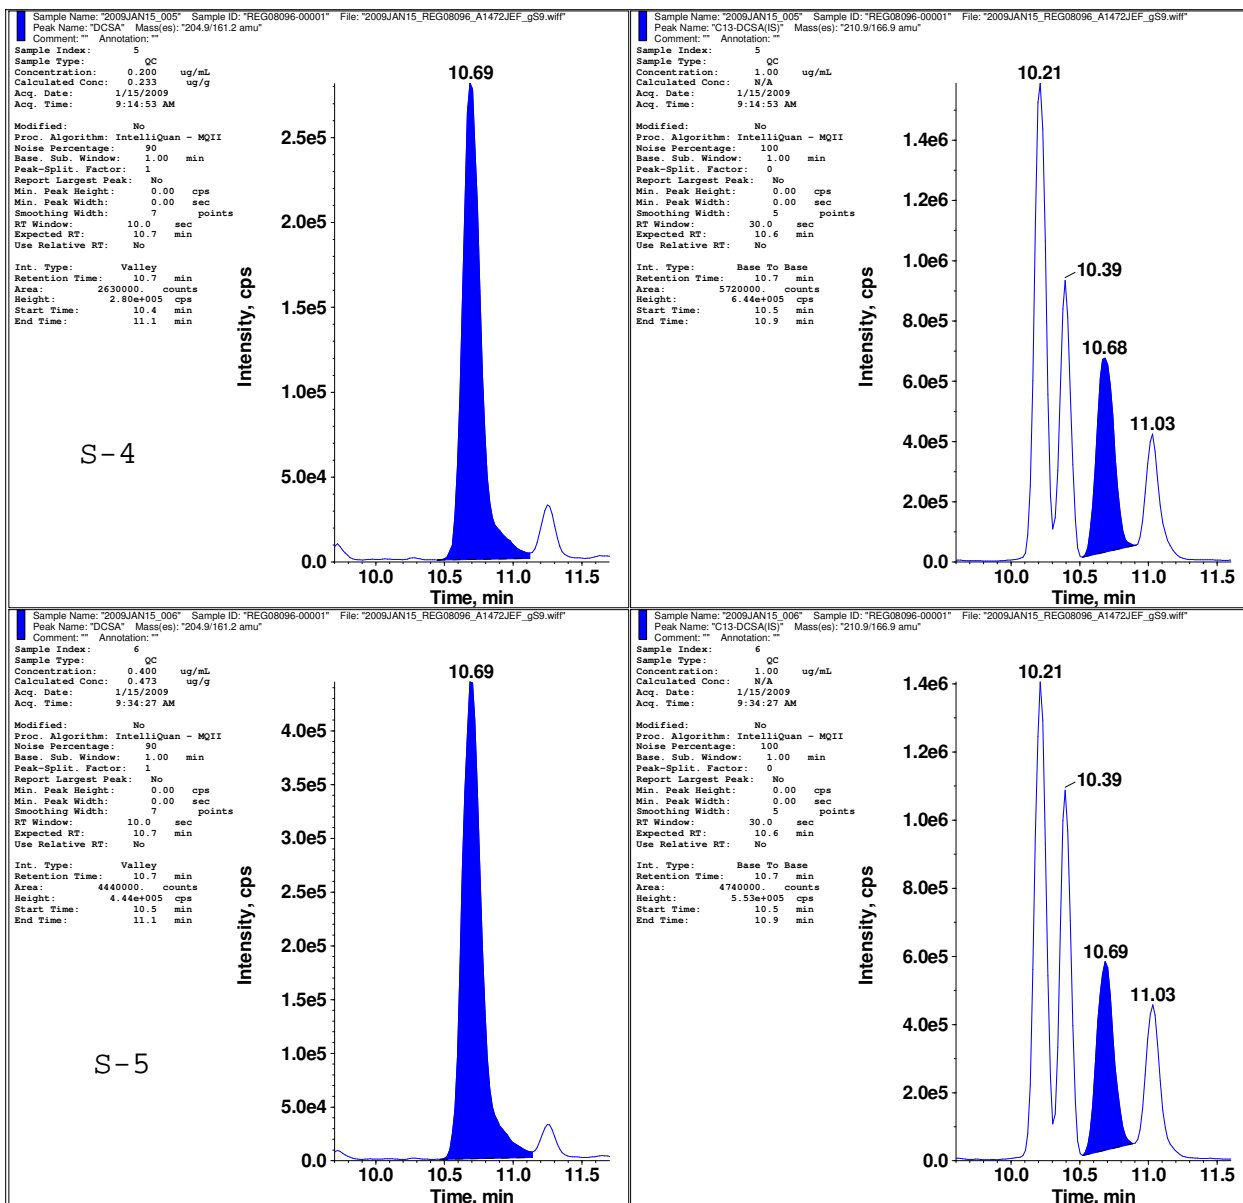 Sample Name: "2009JAN15_005" Sample ID: "REG08096-00001" File: "2009JAN15_REG08096_A1472JEF_gS9.wiff"
Peak Name: "DCSA" Mass(es): "204.9/161.2 amu"
Comment: "" Annotation: ""
Sample Index: 5
Sample Type: QC
Concentration: 0.200 ug/mL
Calculated Conc: 0.233 ug/g
Acq. Date: 1/15/2009
Acq. Time: 9:14:53 AM
Modified: No
Proc. Algorithm: IntelliQuan - MQII
Noise Percentage: 90
Base. Sub. Window: 1.00 min
Peak-Split. Factor: 1
Report Largest Peak: No
Min. Peak Height: 0.00 cps
Min. Peak Width: 0.00 sec
Smoothing Width: 7 points
RT Window: 10.0 sec
Expected RT: 10.7 min
Use Relative RT: No
Int. Type: Valley
Retention Time: 10.7 min
Area: 2630000. counts
Height: 2.80e+005 cps
Start Time: 10.4 min
End Time: 11.1 min
S-4
10.69
2.5e5
2.0e5
1.5e5
1.0e5
5.0e4
0.0
Intensity, cps
10.0 10.5 11.0 11.5
Time, min
Sample Name: "2009JAN15_005" Sample ID: "REG08096-00001" File: "2009JAN15_REG08096_A1472JEF_gS9.wiff"
Peak Name: "C13-DCSA(IS)" Mass(es): "210.9/166.9 amu"
Comment: "" Annotation: ""
Sample Index: 5
Sample Type: QC
Concentration: 1.00 ug/mL
Calculated Conc: N/A
Acq. Date: 1/15/2009
Acq. Time: 9:14:53 AM
Modified: No
Proc. Algorithm: IntelliQuan - MQII
Noise Percentage: 100
Base. Sub. Window: 1.00 min
Peak-Split. Factor: 0
Report Largest Peak: No
Min. Peak Height: 0.00 cps
Min. Peak Width: 0.00 sec
Smoothing Width: 5 points
RT Window: 30.0 sec
Expected RT: 10.6 min
Use Relative RT: No
Int. Type: Base To Base
Retention Time: 10.7 min
Area: 5720000. counts
Height: 6.44e+005 cps
Start Time: 10.5 min
End Time: 10.9 min
10.21
10.39
10.68
11.03
1.4e6
1.2e6
1.0e6
8.0e5
6.0e5
4.0e5
2.0e5
0.0
Intensity, cps
10.0 10.5 11.0 11.5
Time, min
Sample Name: "2009JAN15_006" Sample ID: "REG08096-00001" File: "2009JAN15_REG08096_A1472JEF_gS9.wiff"
Peak Name: "DCSA" Mass(es): "204.9/161.2 amu"
Comment: "" Annotation: ""
Sample Index: 6
Sample Type: QC
Concentration: 0.400 ug/mL
Calculated Conc: 0.473 ug/g
Acq. Date: 1/15/2009
Acq. Time: 9:34:27 AM
Modified: No
Proc. Algorithm: IntelliQuan - MQII
Noise Percentage: 90
Base. Sub. Window: 1.00 min
Peak-Split. Factor: 1
Report Largest Peak: No
Min. Peak Height: 0.00 cps
Min. Peak Width: 0.00 sec
Smoothing Width: 7 points
RT Window: 10.0 sec
Expected RT: 10.7 min
Use Relative RT: No
Int. Type: Valley
Retention Time: 10.7 min
Area: 4440000. counts
Height: 4.44e+005 cps
Start Time: 10.5 min
End Time: 11.1 min
S-5
10.69
4.0e5
3.5e5
3.0e5
2.5e5
2.0e5
1.5e5
1.0e5
5.0e4
0.0
Intensity, cps
10.0 10.5 11.0 11.5
Time, min
Sample Name: "2009JAN15_006" Sample ID: "REG08096-00001" File: "2009JAN15_REG08096_A1472JEF_gS9.wiff"
Peak Name: "C13-DCSA(IS)" Mass(es): "210.9/166.9 amu"
Comment: "" Annotation: ""
Sample Index: 6
Sample Type: QC
Concentration: 1.00 ug/mL
Calculated Conc: N/A
Acq. Date: 1/15/2009
Acq. Time: 9:34:27 AM
Modified: No
Proc. Algorithm: IntelliQuan - MQII
Noise Percentage: 100
Base. Sub. Window: 1.00 min
Peak-Split. Factor: 0
Report Largest Peak: No
Min. Peak Height: 0.00 cps
Min. Peak Width: 0.00 sec
Smoothing Width: 5 points
RT Window: 30.0 sec
Expected RT: 10.6 min
Use Relative RT: No
Int. Type: Base To Base
Retention Time: 10.7 min
Area: 4740000. counts
Height: 5.53e+005 cps
Start Time: 10.5 min
End Time: 10.9 min
10.21
10.39
10.69
11.03
1.4e6
1.2e6
1.0e6
8.0e5
6.0e5
4.0e5
2.0e5
0.0
Intensity, cps
10.0 10.5 11.0 11.5
Time, min